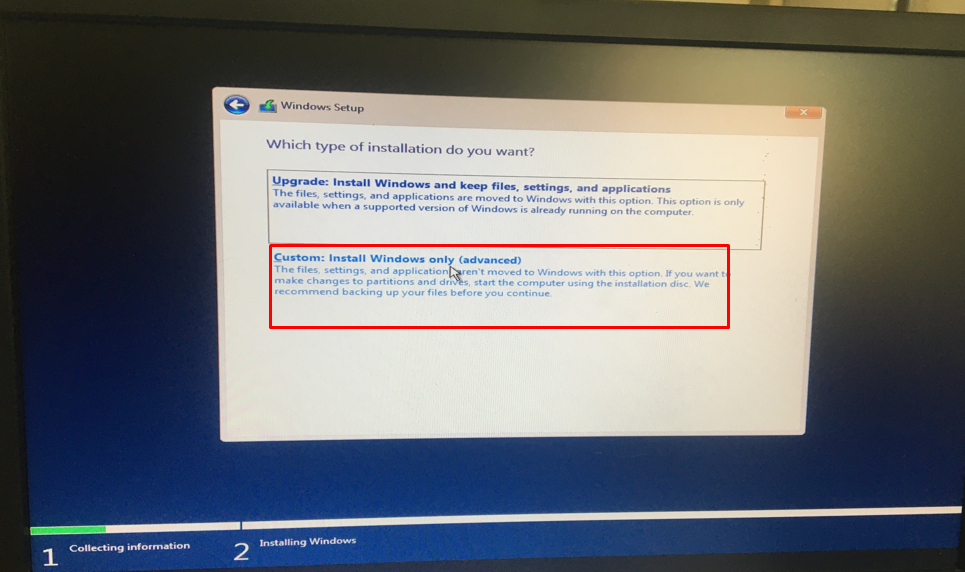 Windows Setup
Which type of installation do you want?
Upgrade: Install Windows and keep files, settings, and applications
The files, settings, and applications are moved to Windows with this option. This option is only
available when a supported version of Windows is already running on the computer.
Custom: Install Windows only (advanced)
The files, settings, and applications aren't moved to Windows with this option. If you want to
make changes to partitions and drives, start the computer using the installation disc. We
recommend backing up your files before you continue.
1 Collecting information
2 Installing Windows